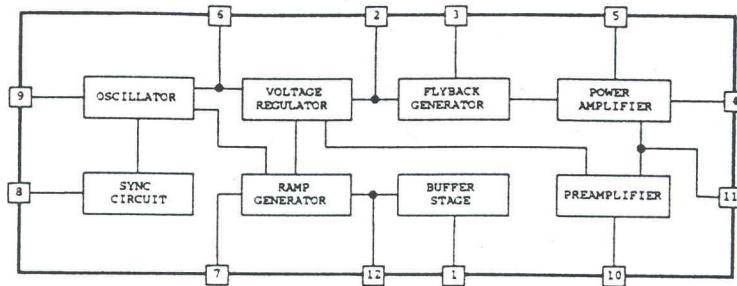 6
2
3
5
9
OSCILLATOR
VOLTAGE
REGULATOR
FLYBACK
GENERATOR
POWER
AMPLIFIER
4
8
SYNC
CIRCUIT
RAMP
GENERATOR
BUFFER
STAGE
PREAMPLIFIER
11
7
12
1
10